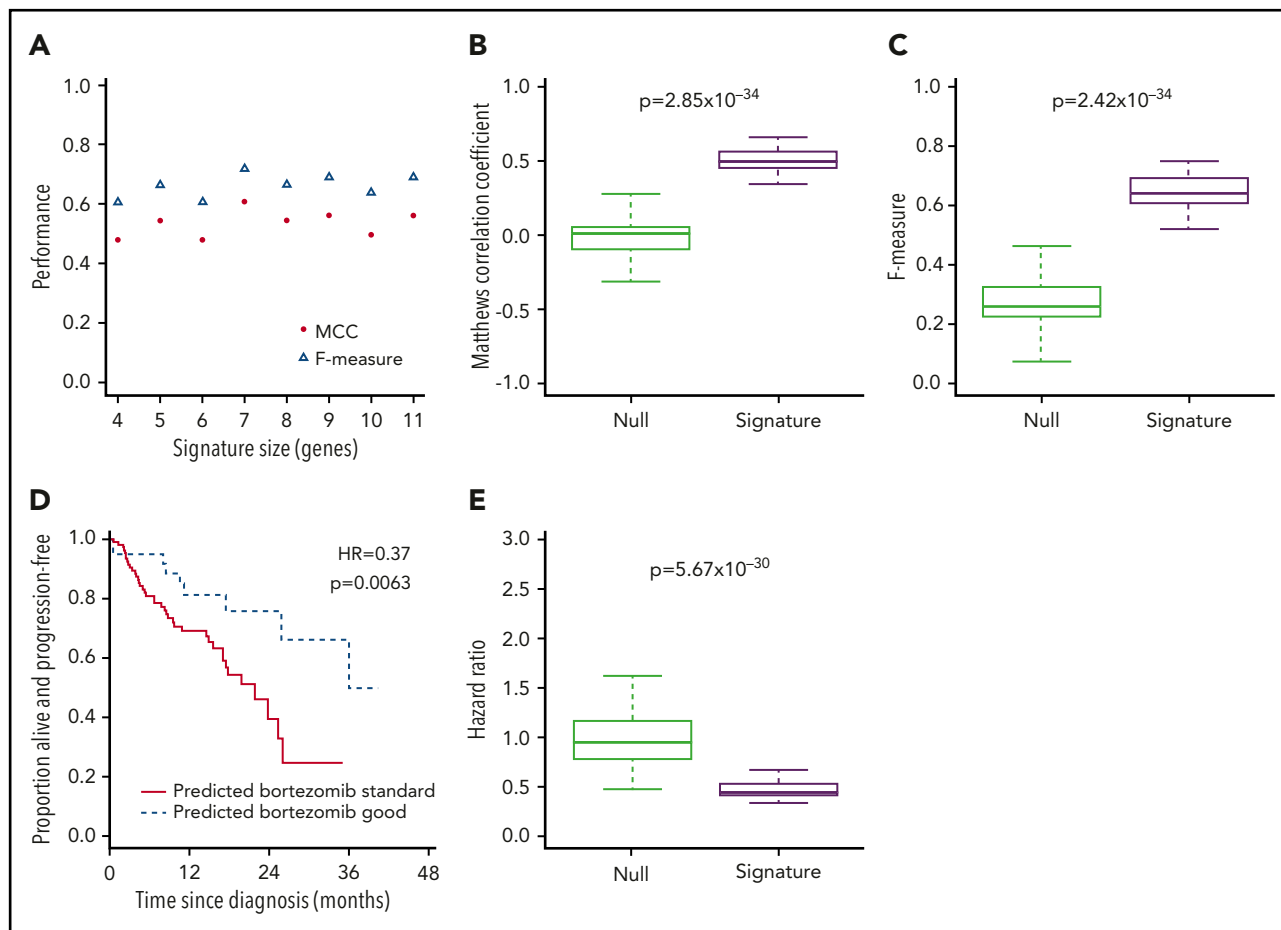 A
1.0
0.8
0.6
0.4
0.2
0.0
Performance
MCC
F-measure
4 5 6 7 8 9 10 11
Signature size (genes)
B
1.0
0.5
0.0
-0.5
-1.0
Matthews correlation coefficient
p=2.85x10⁻³⁴
Null Signature
C
1.0
0.8
0.6
0.4
0.2
0.0
F-measure
p=2.42x10⁻³⁴
Null Signature
D
1.0
0.8
0.6
0.4
0.2
0.0
Proportion alive and progression-free
HR=0.37
p=0.0063
Predicted bortezomib standard
Predicted bortezomib good
0 12 24 36 48
Time since diagnosis (months)
E
3.0
2.5
2.0
1.5
1.0
0.5
0.0
Hazard ratio
p=5.67x10⁻³⁰
Null Signature